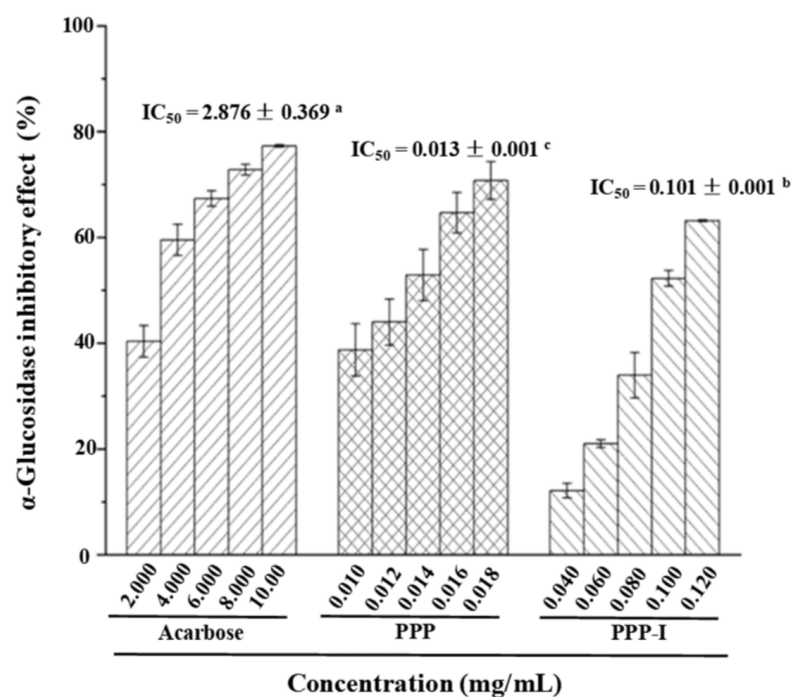 α-Glucosidase inhibitory effect (%)
100
80
60
40
20
0
IC50 = 2.876 ± 0.369 a
IC50 = 0.013 ± 0.001 c
IC50 = 0.101 ± 0.001 b
2.000 4.000 6.000 8.000 10.00
0.010 0.012 0.014 0.016 0.018
0.040 0.060 0.080 0.100 0.120
Acarbose PPP PPP-I
Concentration (mg/mL)